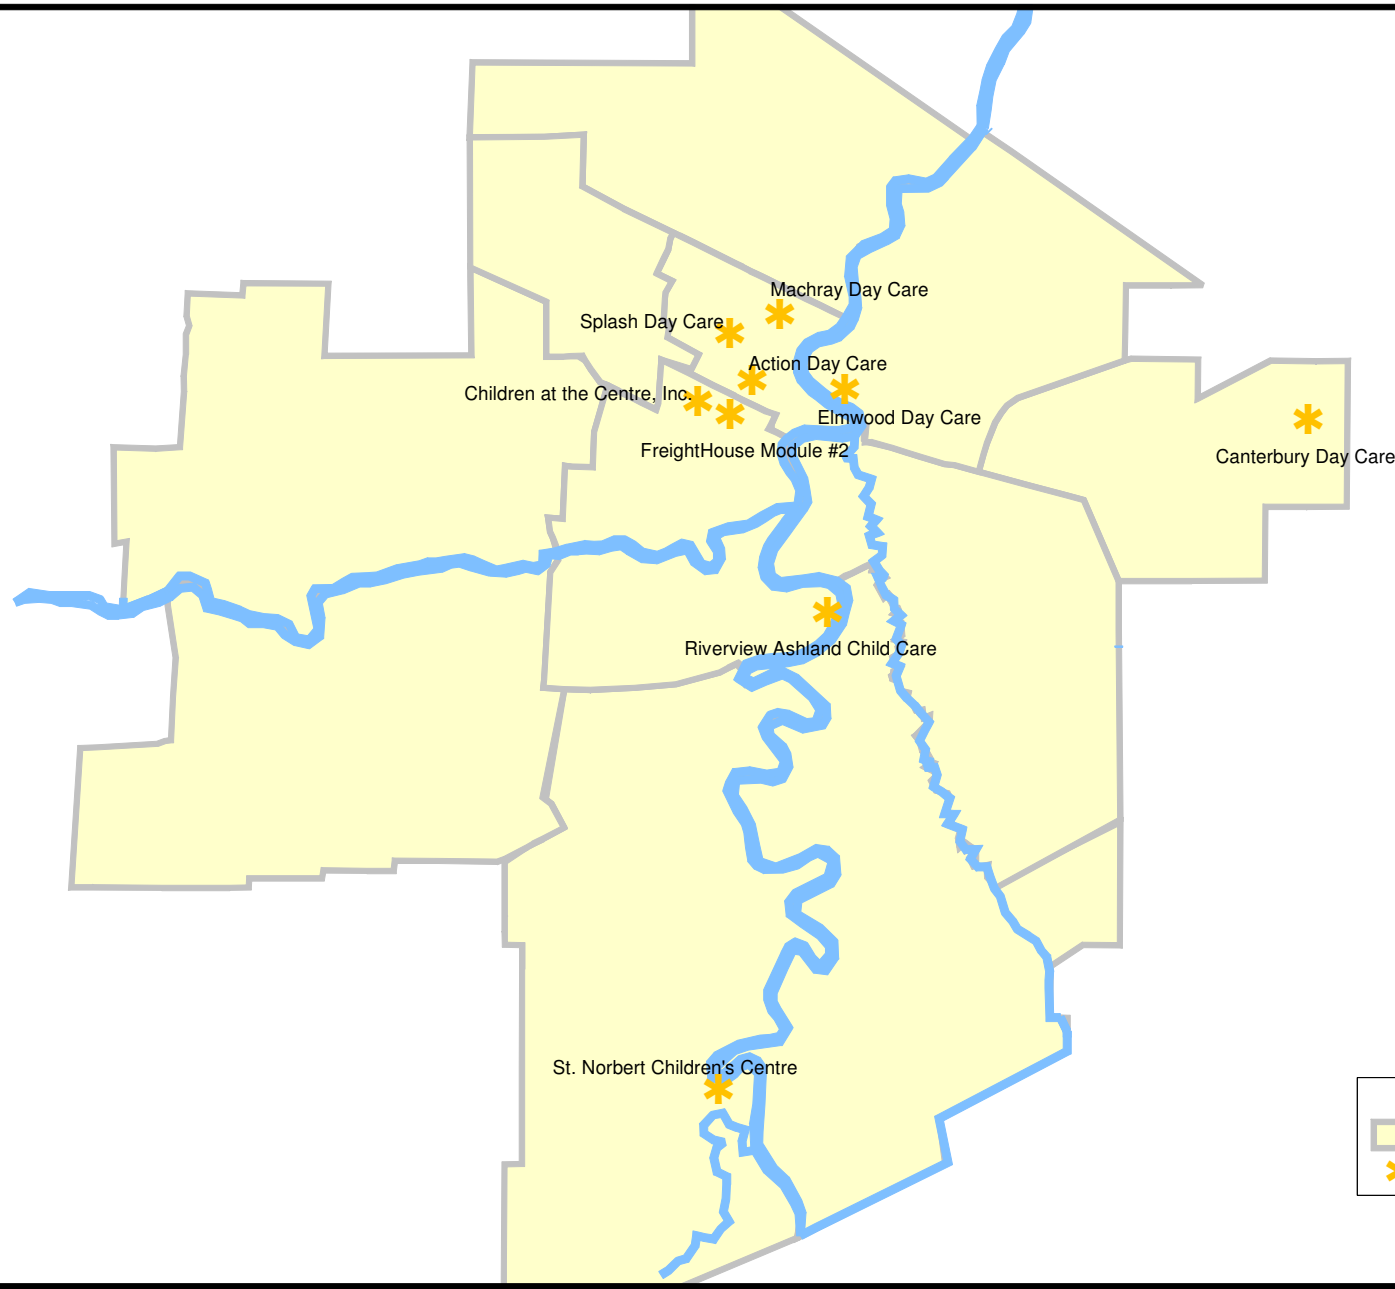 Machray Day Care
Splash Day Care
Action Day Care
Children at the Centre, Inc.
Elmwood Day Care
FreightHouse Module #2
Canterbury Day Care
Riverview Ashland Child Care
St. Norbert Children's Centre